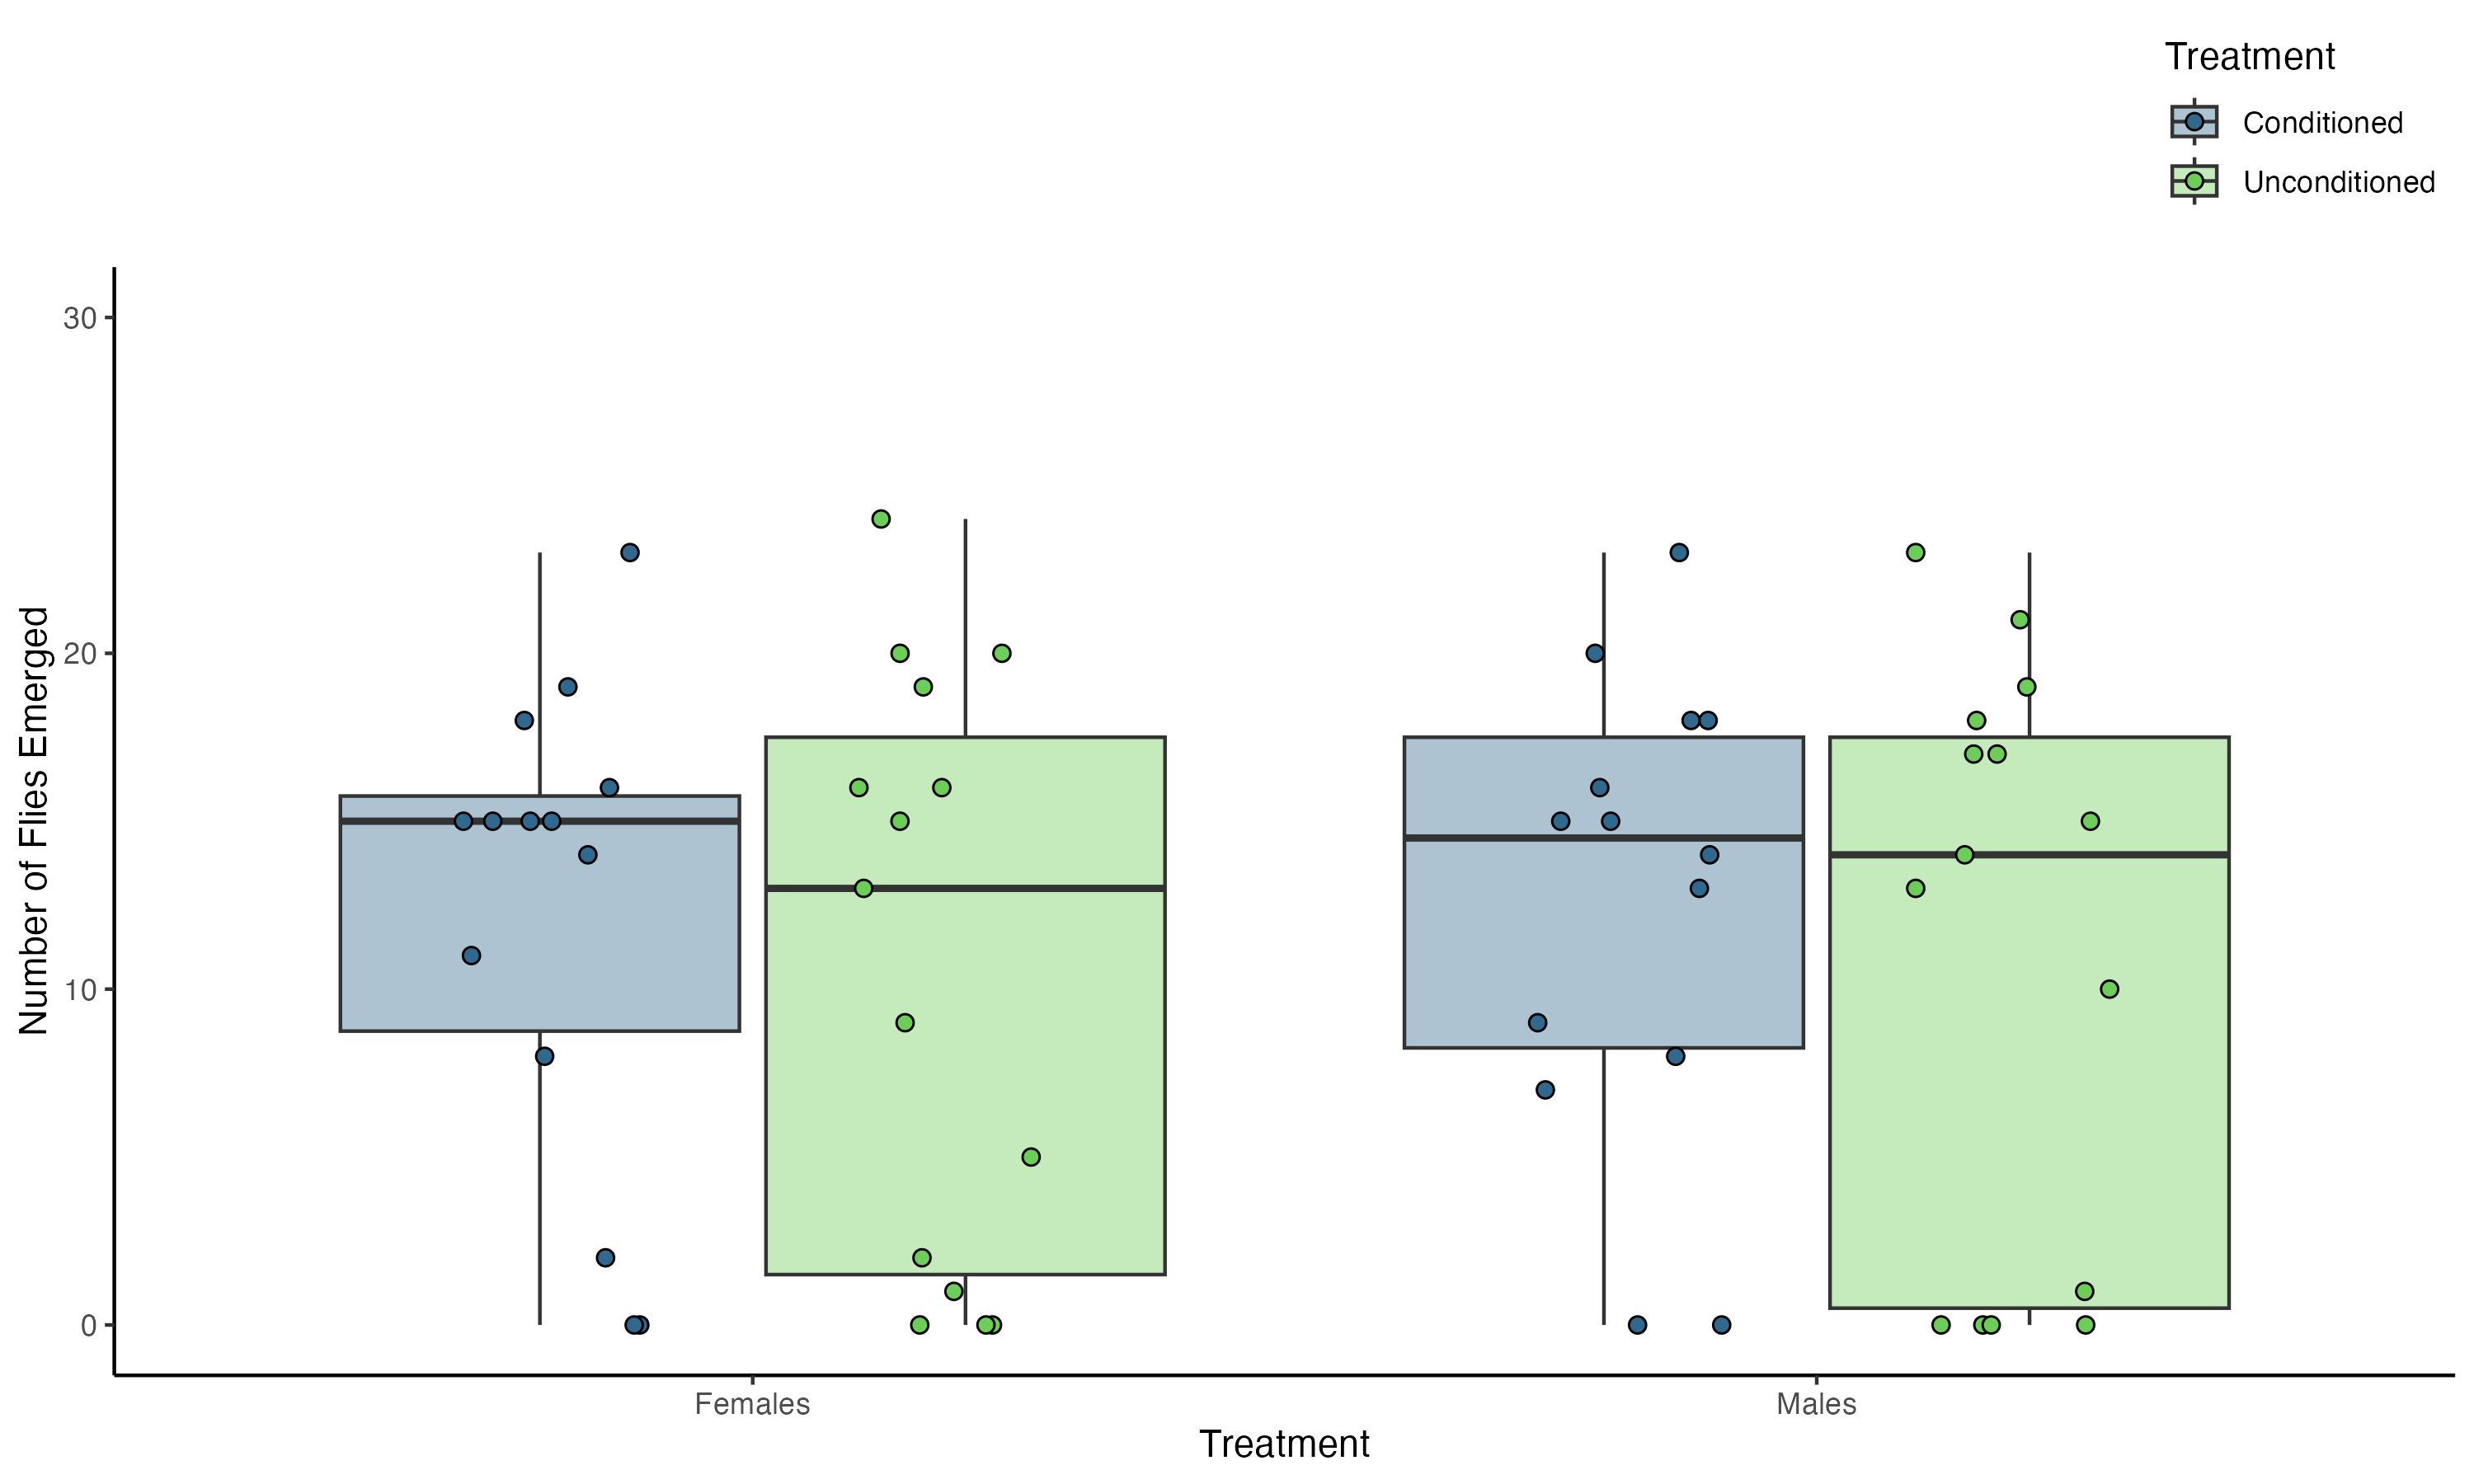 Treatment
Conditioned
Unconditioned
Number of Flies Emerged
30
20
10
0
Females
Males
Treatment